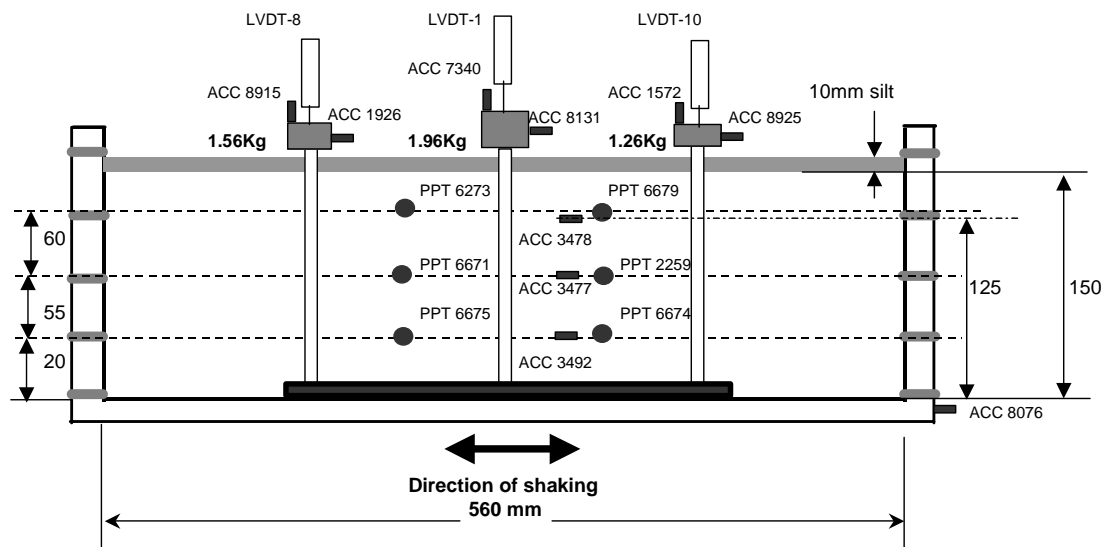 LVDT-8
LVDT-1
LVDT-10
ACC 7340
ACC 8915
ACC 1926
ACC 8131
ACC 1572
ACC 8925
10mm silt
1.56Kg
1.96Kg
1.26Kg
PPT 6273
PPT 6679
ACC 3478
60
PPT 6671
PPT 2259
ACC 3477
125
150
55
PPT 6675
PPT 6674
20
ACC 3492
ACC 8076
Direction of shaking
560 mm